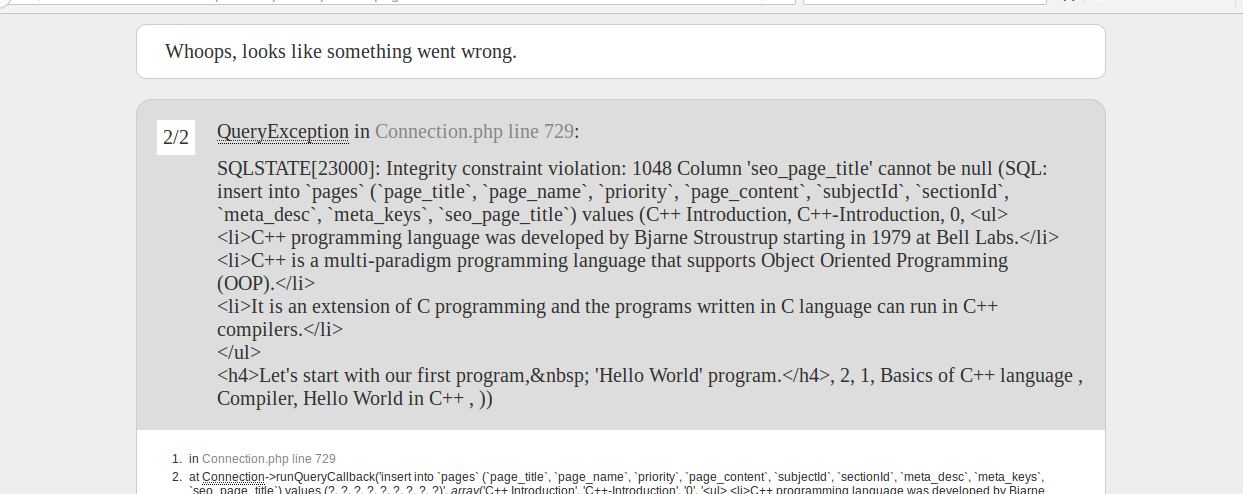 Whoops, looks like something went wrong.
2/2
QueryException in Connection.php line 729:
SQLSTATE[23000]: Integrity constraint violation: 1048 Column 'seo_page_title' cannot be null (SQL:
insert into `pages` (`page_title`, `page_name`, `priority`, `page_content`, `subjectId`, `sectionId`,
`meta_desc`, `meta_keys`, `seo_page_title`) values (C++ Introduction, C++-Introduction, 0, <ul>
<li>C++ programming language was developed by Bjarne Stroustrup starting in 1979 at Bell Labs.</li>
<li>C++ is a multi-paradigm programming language that supports Object Oriented Programming
(OOP).</li>
<li>It is an extension of C programming and the programs written in C language can run in C++
compilers.</li>
</ul>
<h4>Let's start with our first program,&nbsp; 'Hello World' program.</h4>, 2, 1, Basics of C++ language ,
Compiler, Hello World in C++ , ))
1. in Connection.php line 729
2. at Connection->runQueryCallback('insert into `pages` (`page_title`, `page_name`, `priority`, `page_content`, `subjectId`, `sectionId`, `meta_desc`, `meta_keys`,
`seo_page_title`) values (?, ?, ?, ?, ?, ?, ?, ?, ?)', array('C++ Introduction', 'C++-Introduction', '0', '<ul> <li>C++ programming language was developed by Bjarne